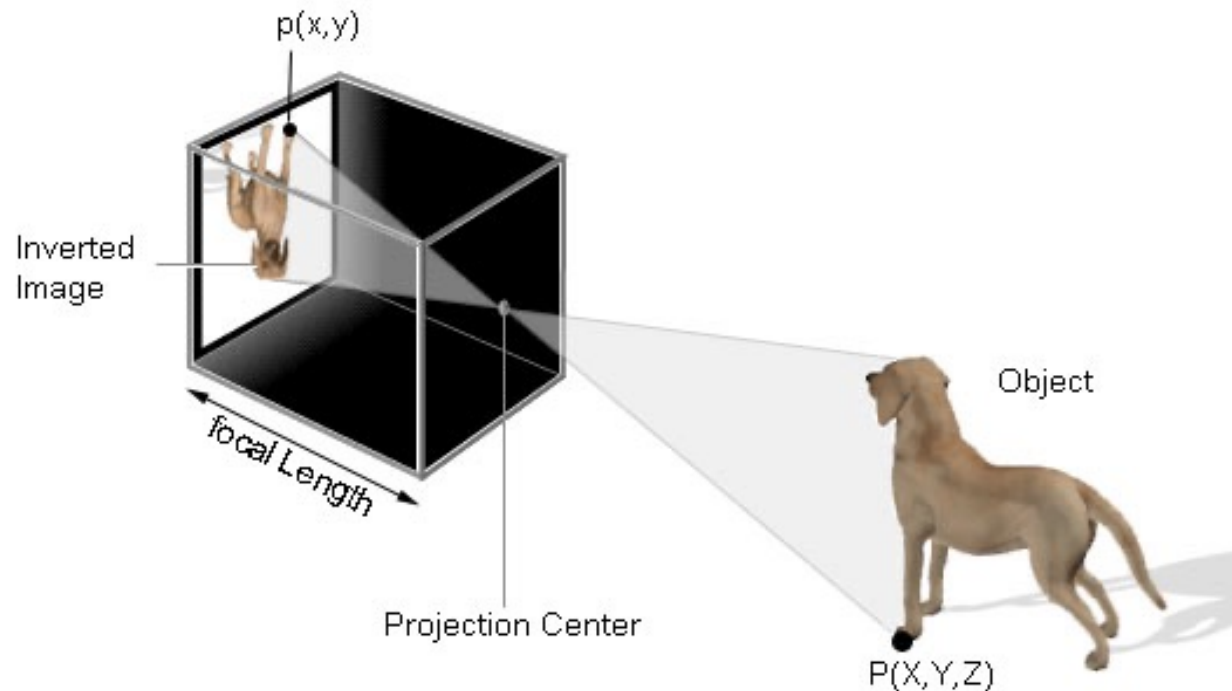 p(x,y)
Inverted
Image
Object
focal Length
Projection Center
P(X,Y,Z)